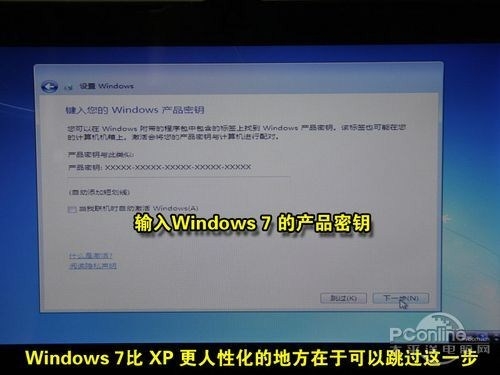 设置 Windows
键入您的 Windows 产品密钥
您可以在 Windows 附带的程序包中包含的标签上找到 Windows 产品密钥。该标签也可能在您
的计算机机箱上。激活会将您的产品密钥与计算机进行配对。
产品密钥与此类似:
产品密钥: XXXXX-XXXXX-XXXXX-XXXXX-XXXXX
(自动添加短划线)
当我联机时自动激活 Windows(A)
输入Windows 7 的产品密钥
什么是激活?
阅读隐私声明
跳过(K)
下一步(N)
PConline
太平洋电脑网
Windows 7比 XP 更人性化的地方在于可以跳过这一步